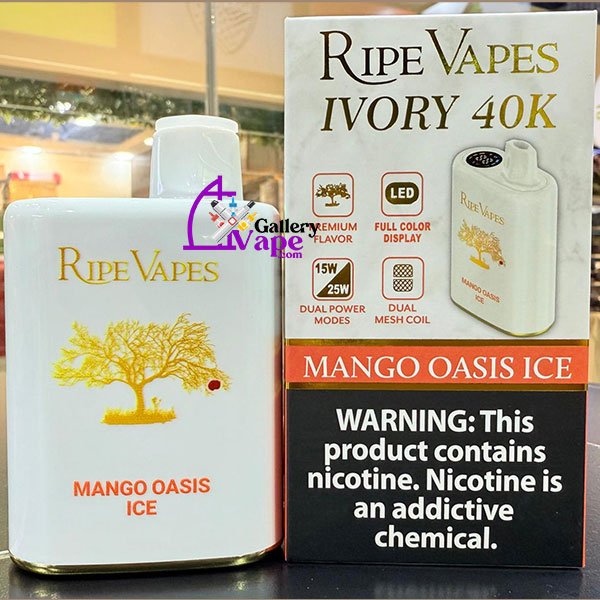 RIPE VAPES
MANGO OASIS
ICE
Gallery
Vape
.com
RIPE VAPES
IVORY 40K
PREMIUM
FLAVOR
LED
FULL COLOR
DISPLAY
15W
25W
DUAL POWER
MODES
DUAL
MESH COIL
RIPE VAPES
MANGO OASIS
ICE
MANGO OASIS ICE
WARNING: This
product contains
nicotine. Nicotine is
an addictive
chemical.